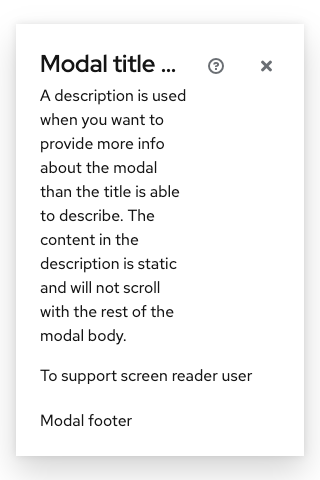 Modal title ...
A description is used
when you want to
provide more info
about the modal
than the title is able
to describe. The
content in the
description is static
and will not scroll
with the rest of the
modal body.
To support screen reader user
Modal footer